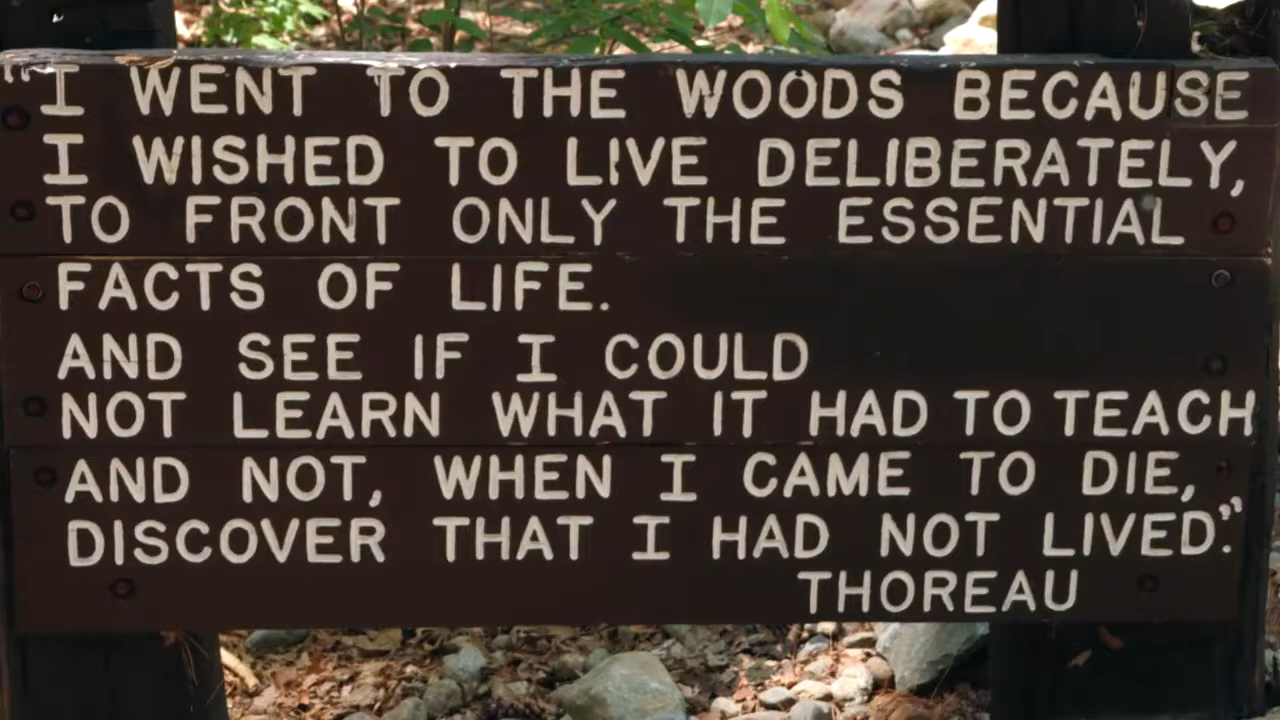 "I WENT TO THE WOODS BECAUSE
I WISHED TO LIVE DELIBERATELY,
TO FRONT ONLY THE ESSENTIAL
FACTS OF LIFE.
AND SEE IF I COULD
NOT LEARN WHAT IT HAD TO TEACH
AND NOT, WHEN I CAME TO DIE,
DISCOVER THAT I HAD NOT LIVED."
THOREAU